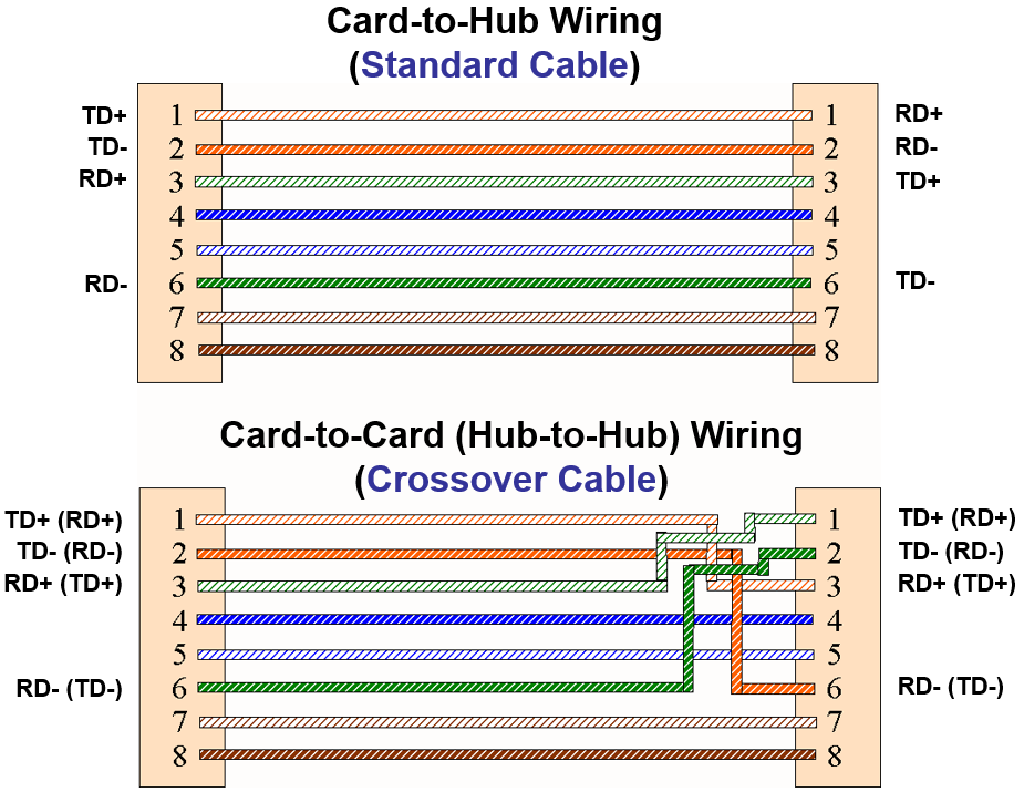 Card-to-Hub Wiring
(Standard Cable)
TD+ 1 1 RD+
TD- 2 2 RD-
RD+ 3 3 TD+
4 4
5 5
RD- 6 6 TD-
7 7
8 8
Card-to-Card (Hub-to-Hub) Wiring
(Crossover Cable)
TD+ (RD+) 1 1 TD+ (RD+)
TD- (RD-) 2 2 TD- (RD-)
RD+ (TD+) 3 3 RD+ (TD+)
4 4
5 5
RD- (TD-) 6 6 RD- (TD-)
7 7
8 8